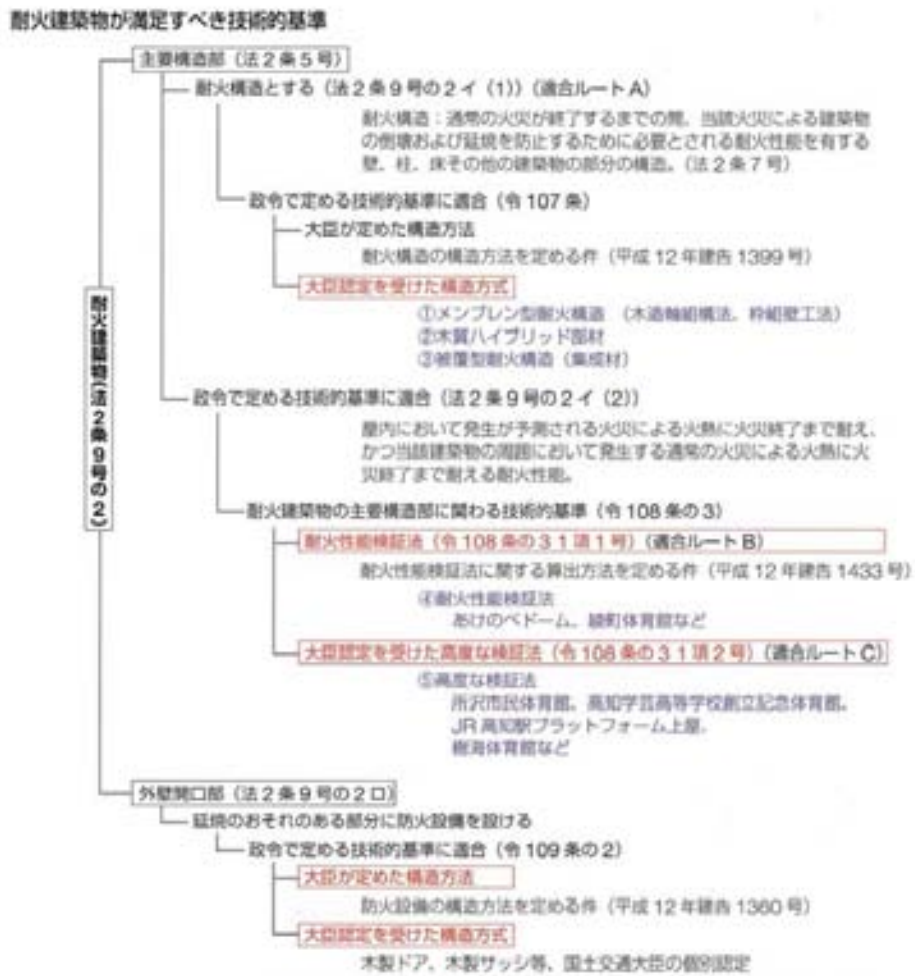 耐火建築物が満足すべき技術的基準
主要構造部（法2条5号）
耐火構造とする（法2条9号の2イ（1））（適合ルートA）
耐火構造：通常の火災が終了するまでの間、当該火災による建築物
の倒壊および延焼を防止するために必要とされる耐火性能を有する
壁、柱、床その他の建築物の部分の構造。（法2条7号）
政令で定める技術的基準に適合（令107条）
大臣が定めた構造方法
耐火構造の構造方法を定める件（平成12年建告1399号）
大臣認定を受けた構造方式
①メンブレン型耐火構造　（木造軸組構法、枠組壁工法）
②木質ハイブリッド部材
③被覆型耐火構造（集成材）
耐火建築物（法2条9号の2）
政令で定める技術的基準に適合（法2条9号の2イ（2））
屋内において発生が予測される火災による火熱に火災終了まで耐え、
かつ当該建築物の周囲において発生する通常の火災による火熱に火
災終了まで耐える耐火性能。
耐火建築物の主要構造部に関わる技術的基準（令108条の3）
耐火性能検証法（令108条の3 1項1号）（適合ルートB）
耐火性能検証法に関する算出方法を定める件（平成12年建告1433号）
④耐火性能検証法
あけのべドーム、綾町体育館など
大臣認定を受けた高度な検証法（令108条の3 1項2号）（適合ルートC）
⑤高度な検証法
所沢市民体育館、高知学芸高等学校創立記念体育館、
JR高知駅プラットフォーム上屋、
樹海体育館など
外壁開口部（法2条9号の2ロ）
延焼のおそれのある部分に防火設備を設ける
政令で定める技術的基準に適合（令109条の2）
大臣が定めた構造方法
防火設備の構造方法を定める件（平成12年建告1360号）
大臣認定を受けた構造方式
木製ドア、木製サッシ等、国土交通大臣の個別認定